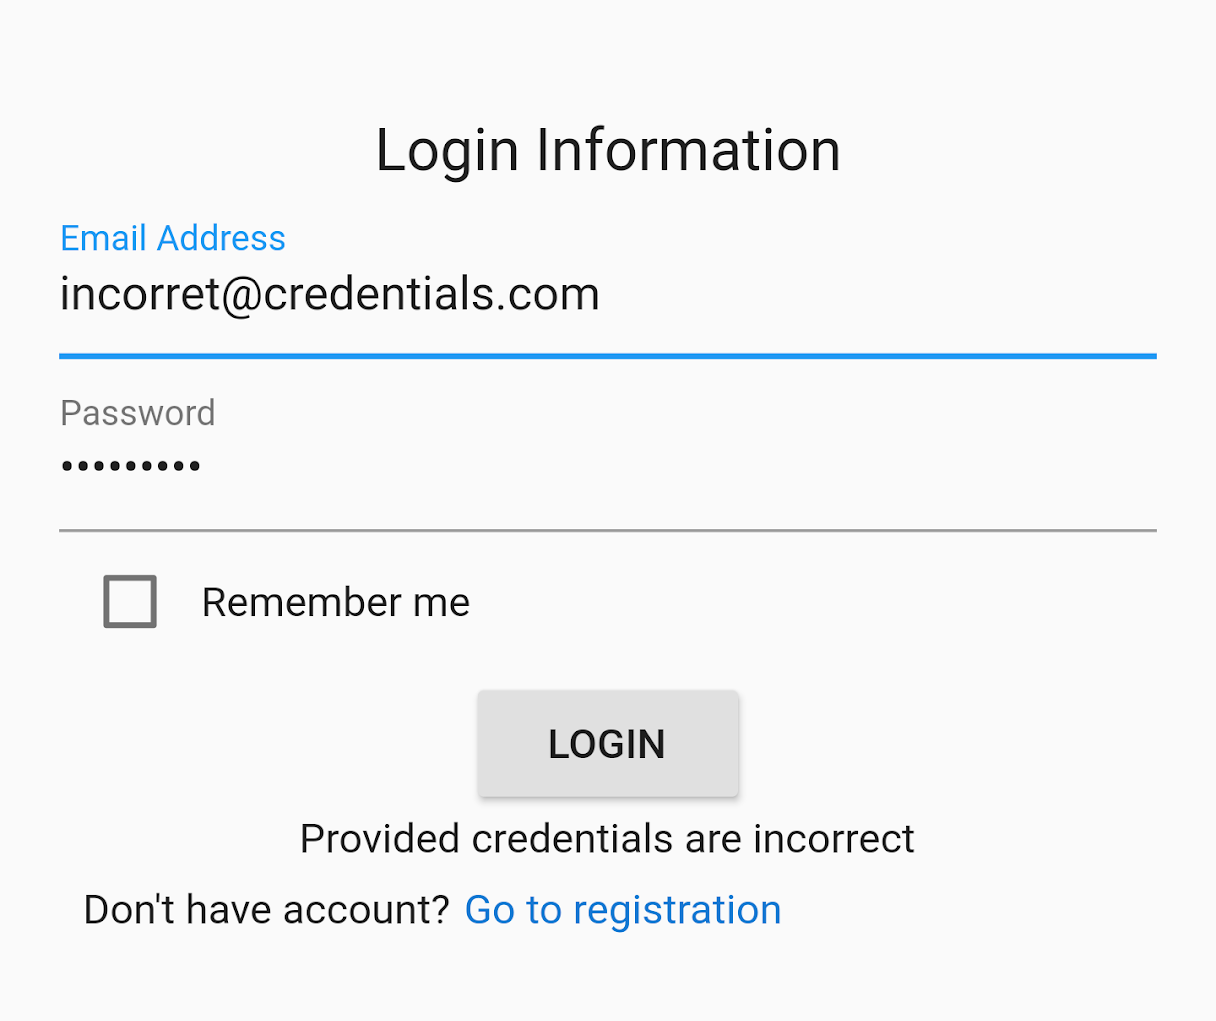 Login Information
Email Address
incorret@credentials.com
Password
•••••••••
Remember me
LOGIN
Provided credentials are incorrect
Don't have account? Go to registration